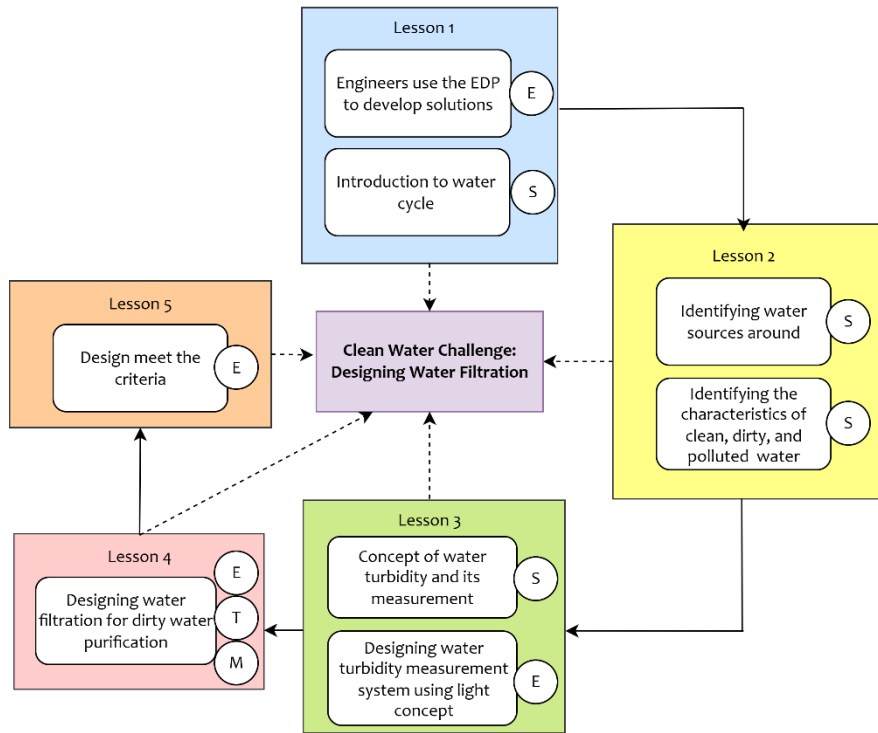 Lesson 1
Engineers use the EDP
to develop solutions
E
Introduction to water
cycle
S
Lesson 2
Identifying water
sources around
S
Identifying the
characteristics of
clean, dirty, and
polluted water
S
Lesson 5
Design meet the
criteria
E
Clean Water Challenge:
Designing Water Filtration
Lesson 3
Concept of water
turbidity and its
measurement
S
Designing water
turbidity measurement
system using light
concept
E
Lesson 4
Designing water
filtration for dirty water
purification
E
T
M